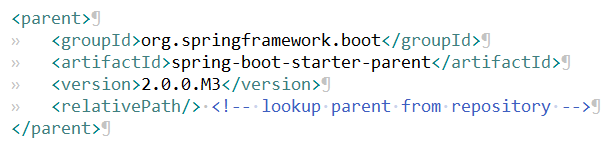 <parent>
<groupId>org.springframework.boot</groupId>
<artifactId>spring-boot-starter-parent</artifactId>
<version>2.0.0.M3</version>
<relativePath/> <!-- lookup parent from repository -->
</parent>